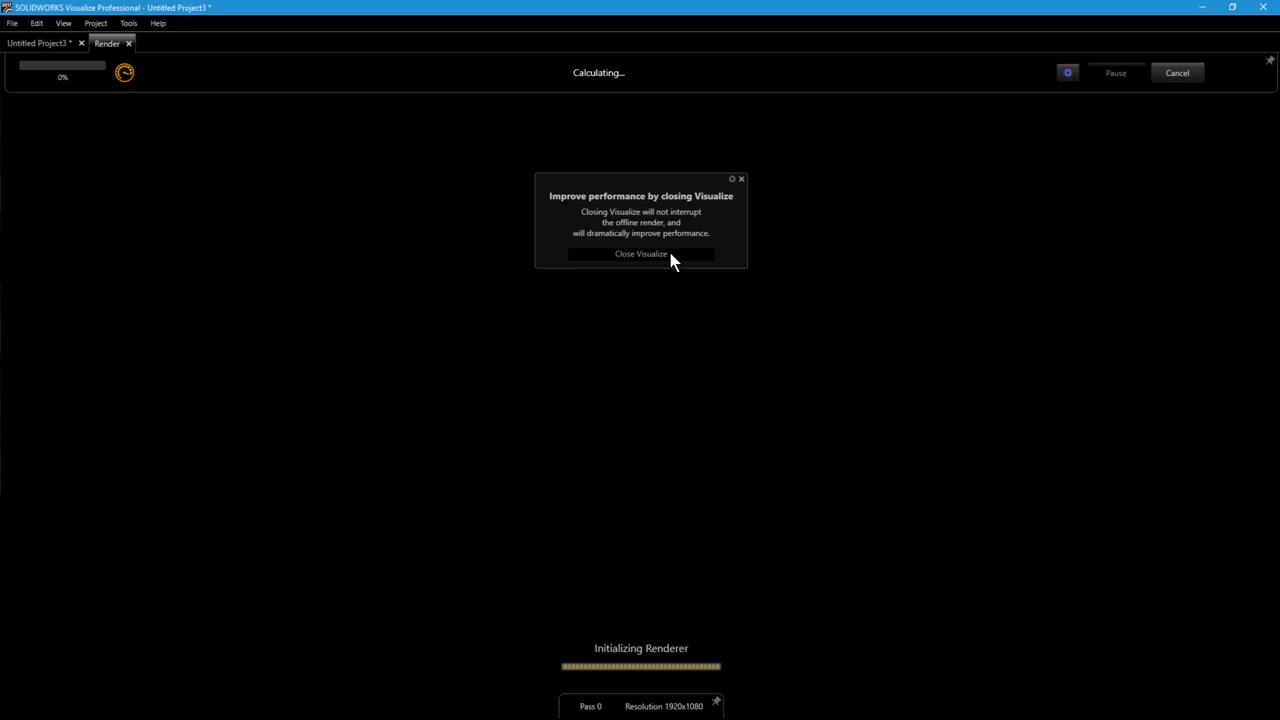 2017
SOLIDWORKS Visualize Professional - Untitled Project3 *
File Edit View Project Tools Help
Untitled Project3 * Render
0%
Calculating...
Pause
Cancel
Improve performance by closing Visualize
Closing Visualize will not interrupt
the offline render, and
will dramatically improve performance.
Close Visualize
Initializing Renderer
Pass 0 Resolution 1920x1080